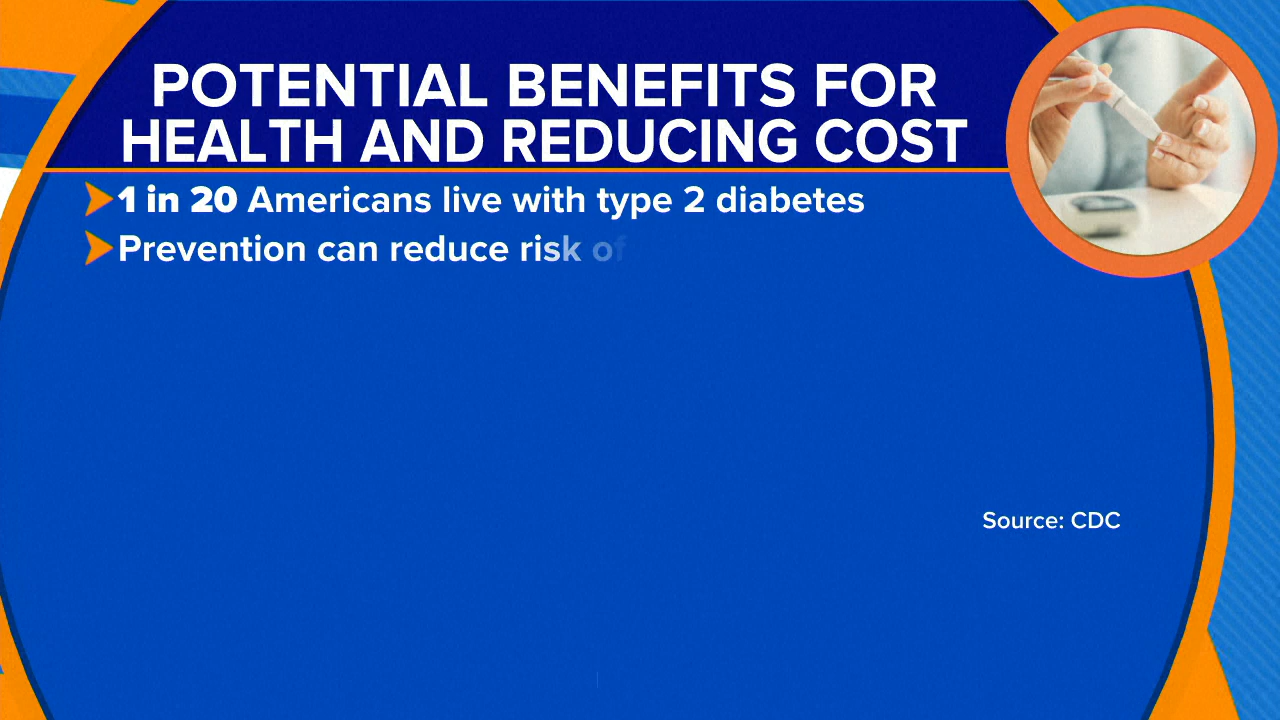 POTENTIAL BENEFITS FOR
HEALTH AND REDUCING COST
1 in 20 Americans live with type 2 diabetes
Prevention can reduce risk of
Source: CDC